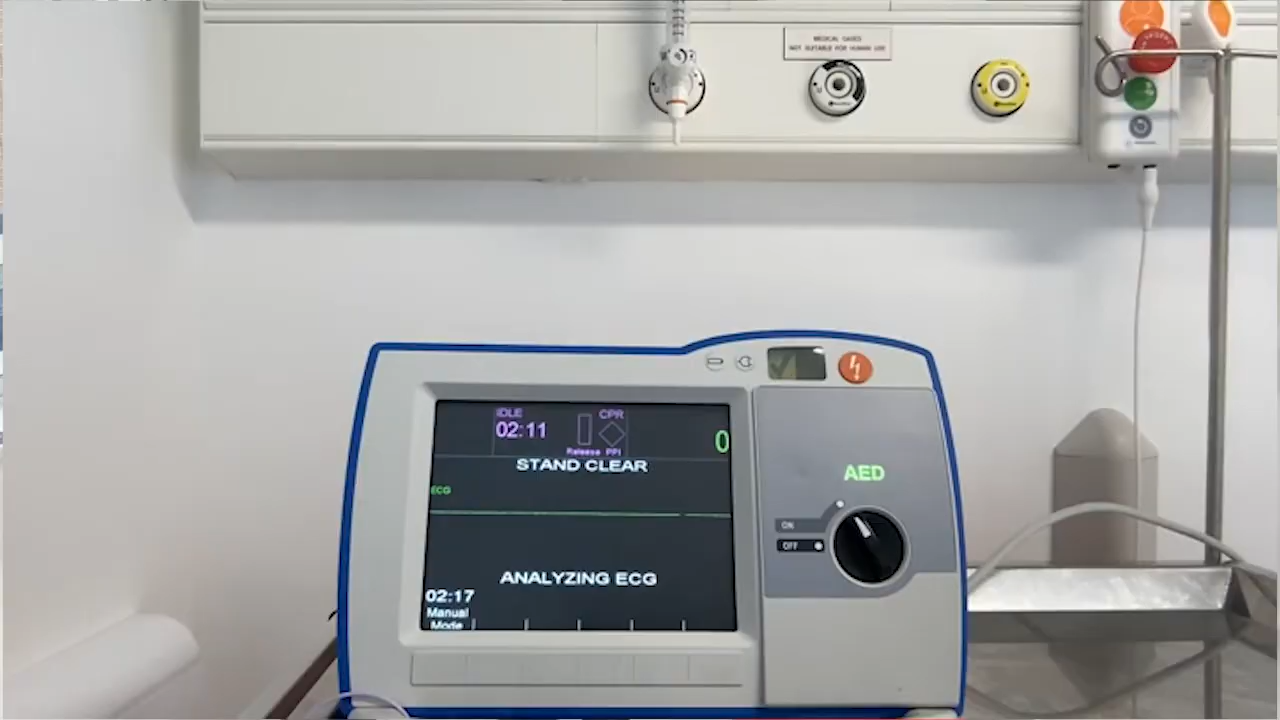 MEDICAL GASES
NOT SUITABLE FOR HUMAN USE
IDLE
02:11
CPR
Release PPI
0
STAND CLEAR
ECG
ANALYZING ECG
02:17
Manual
Mode
AED
ON
OFF